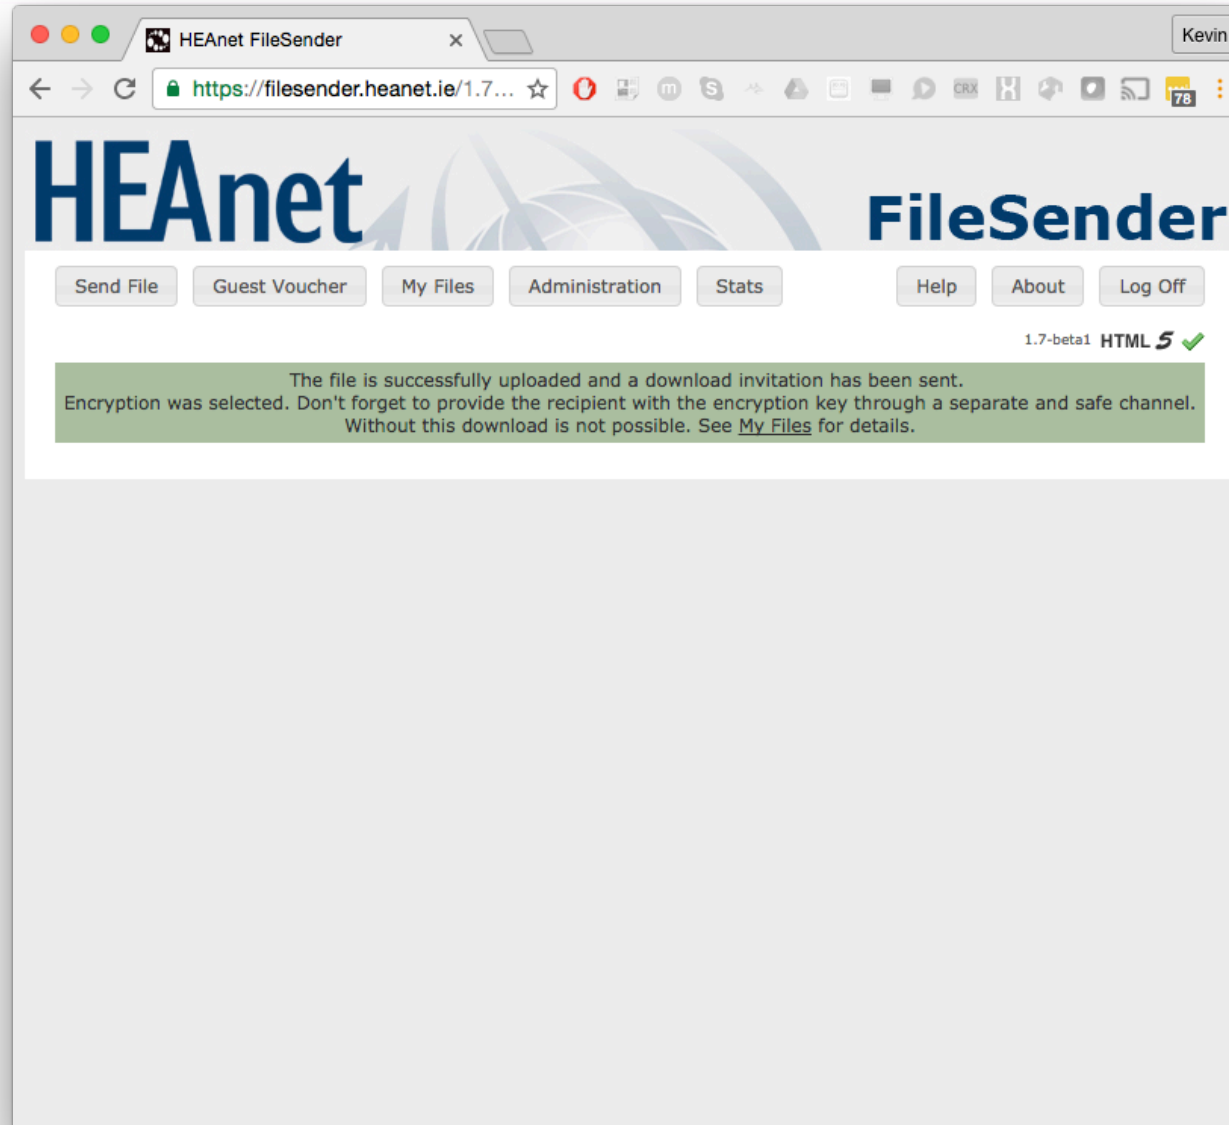 HEAnet FileSender
Kevin
https://filesender.heanet.ie/1.7...
CRX
78
HEAnet
FileSender
Send File
Guest Voucher
My Files
Administration
Stats
Help
About
Log Off
1.7-beta1 HTML 5
The file is successfully uploaded and a download invitation has been sent.
Encryption was selected. Don't forget to provide the recipient with the encryption key through a separate and safe channel.
Without this download is not possible. See My Files for details.